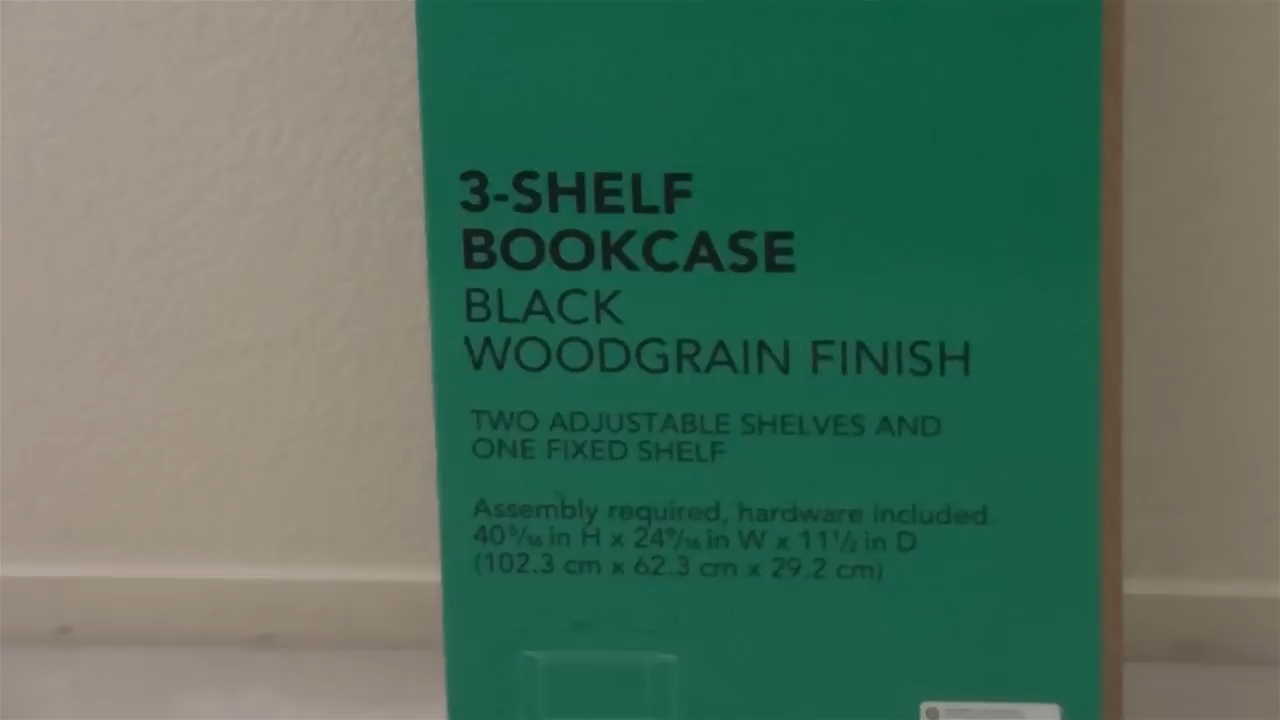 3-SHELF
BOOKCASE
BLACK
WOODGRAIN FINISH
TWO ADJUSTABLE SHELVES AND
ONE FIXED SHELF
Assembly required, hardware included.
40⁵/₁₆ in H x 24⁹/₁₆ in W x 11¹/₂ in D
(102.3 cm x 62.3 cm x 29.2 cm)